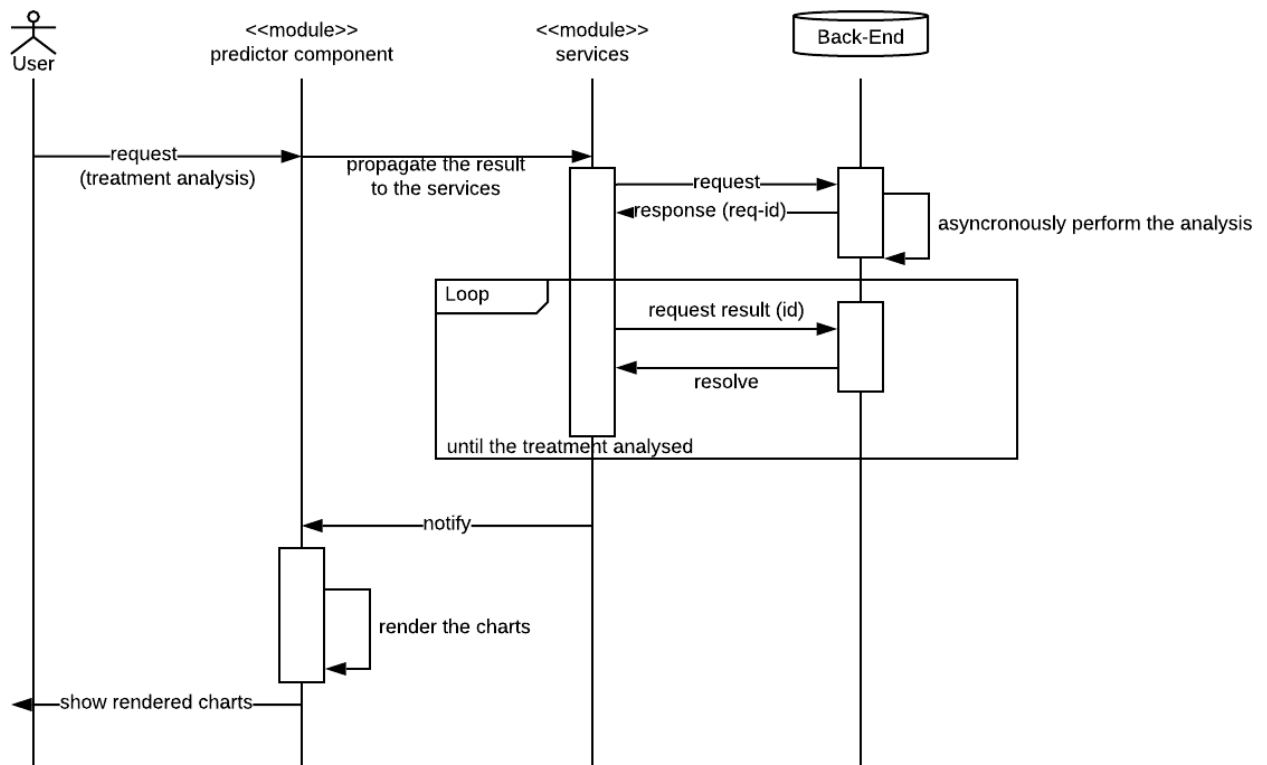 <<module>>
<<module>>
Back-End
User
predictor component
services
request
(treatment analysis)
propagate the result
to the services
request
response (req-id)
asyncronously perform the analysis
Loop
request result (id)
resolve
until the treatment analysed
notify
render the charts
show rendered charts